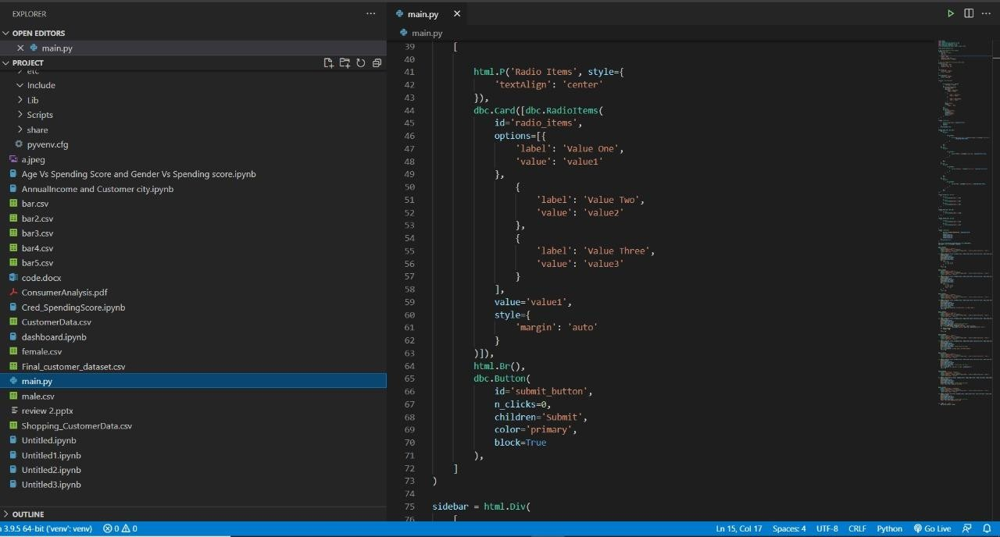 EXPLORER
OPEN EDITORS
main.py
PROJECT
etc
Include
Lib
Scripts
share
pyvenv.cfg
a.jpeg
Age Vs Spending Score and Gender Vs Spending score.ipynb
AnnualIncome and Customer city.ipynb
bar.csv
bar2.csv
bar3.csv
bar4.csv
bar5.csv
code.docx
ConsumerAnalysis.pdf
Cred_SpendingScore.ipynb
CustomerData.csv
dashboard.ipynb
female.csv
Final_customer_dataset.csv
main.py
male.csv
review 2.pptx
Shopping_CustomerData.csv
Untitled.ipynb
Untitled1.ipynb
Untitled2.ipynb
Untitled3.ipynb
OUTLINE
main.py
main.py
39 [
40
41 html.P('Radio Items', style={
42 'textAlign': 'center'
43 }),
44 dbc.Card([dbc.RadioItems(
45 id='radio_items',
46 options=[{
47 'label': 'Value One',
48 'value': 'value1'
49 },
50 {
51 'label': 'Value Two',
52 'value': 'value2'
53 },
54 {
55 'label': 'Value Three',
56 'value': 'value3'
57 }
58 ],
59 value='value1',
60 style={
61 'margin': 'auto'
62 }
63 )]),
64 html.Br(),
65 dbc.Button(
66 id='submit_button',
67 n_clicks=0,
68 children='Submit',
69 color='primary',
70 block=True
71 ),
72 ]
73 )
74
75 sidebar = html.Div(
76 [
3.9.5 64-bit ('venv': venv) 0 0 Ln 15, Col 17 Spaces: 4 UTF-8 CRLF Python Go Live